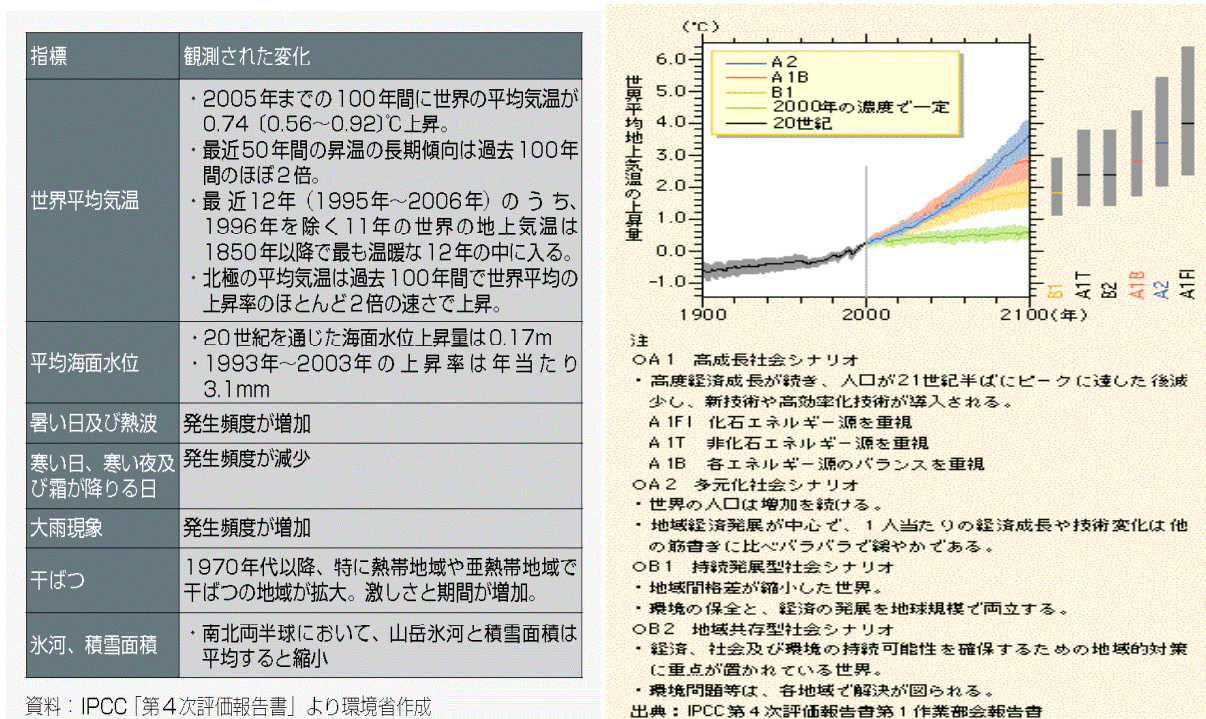 指標
観測された変化
世界平均気温
・2005年までの100年間に世界の平均気温が
0.74〔0.56～0.92〕℃上昇。
・最近50年間の昇温の長期傾向は過去100年
間のほぼ2倍。
・最近12年（1995年～2006年）のうち、
1996年を除く11年の世界の地上気温は
1850年以降で最も温暖な12年の中に入る。
・北極の平均気温は過去100年間で世界平均の
上昇率のほとんど2倍の速さで上昇。
平均海面水位
・20世紀を通じた海面水位上昇量は0.17m
・1993年～2003年の上昇率は年当たり
3.1mm
暑い日及び熱波
発生頻度が増加
寒い日、寒い夜及
び霜が降りる日
発生頻度が減少
大雨現象
発生頻度が増加
干ばつ
1970年代以降、特に熱帯地域や亜熱帯地域で
干ばつの地域が拡大。激しさと期間が増加。
氷河、積雪面積
・南北両半球において、山岳氷河と積雪面積は
平均すると縮小
資料：IPCC「第4次評価報告書」より環境省作成
(℃)
世界平均地上気温の上昇量
6.0
5.0
4.0
3.0
2.0
1.0
0.0
-1.0
A2
A1B
B1
2000年の濃度で一定
20世紀
1900
2000
2100(年)
B1
A1T
B2
A1B
A2
A1FI
注
○A1 高成長社会シナリオ
・高度経済成長が続き、人口が21世紀半ばにピークに達した後減
少し、新技術や高効率化技術が導入される。
A1FI 化石エネルギー源を重視
A1T 非化石エネルギー源を重視
A1B 各エネルギー源のバランスを重視
○A2 多元化社会シナリオ
・世界の人口は増加を続ける。
・地域経済発展が中心で、1人当たりの経済成長や技術変化は他
の筋書きに比べバラバラで緩やかである。
○B1 持続発展型社会シナリオ
・地域間格差が縮小した世界。
・環境の保全と、経済の発展を地球規模で両立する。
○B2 地域共存型社会シナリオ
・経済、社会及び環境の持続可能性を確保するための地域的対策
に重点が置かれている世界。
・環境問題等は、各地域で解決が図られる。
出典：IPCC第4次評価報告書第1作業部会報告書